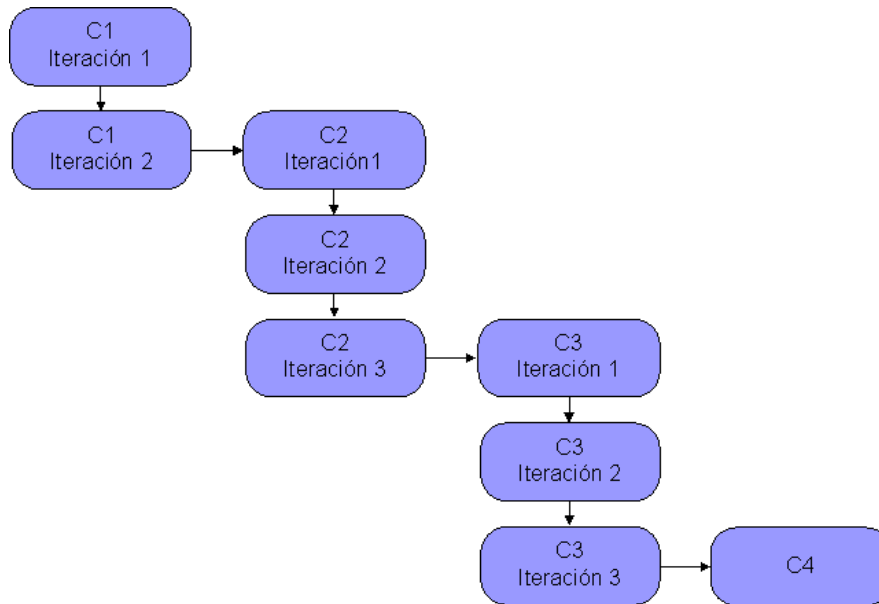 C1
Iteración 1
C1
Iteración 2
C2
Iteración1
C2
Iteración 2
C2
Iteración 3
C3
Iteración 1
C3
Iteración 2
C3
Iteración 3
C4